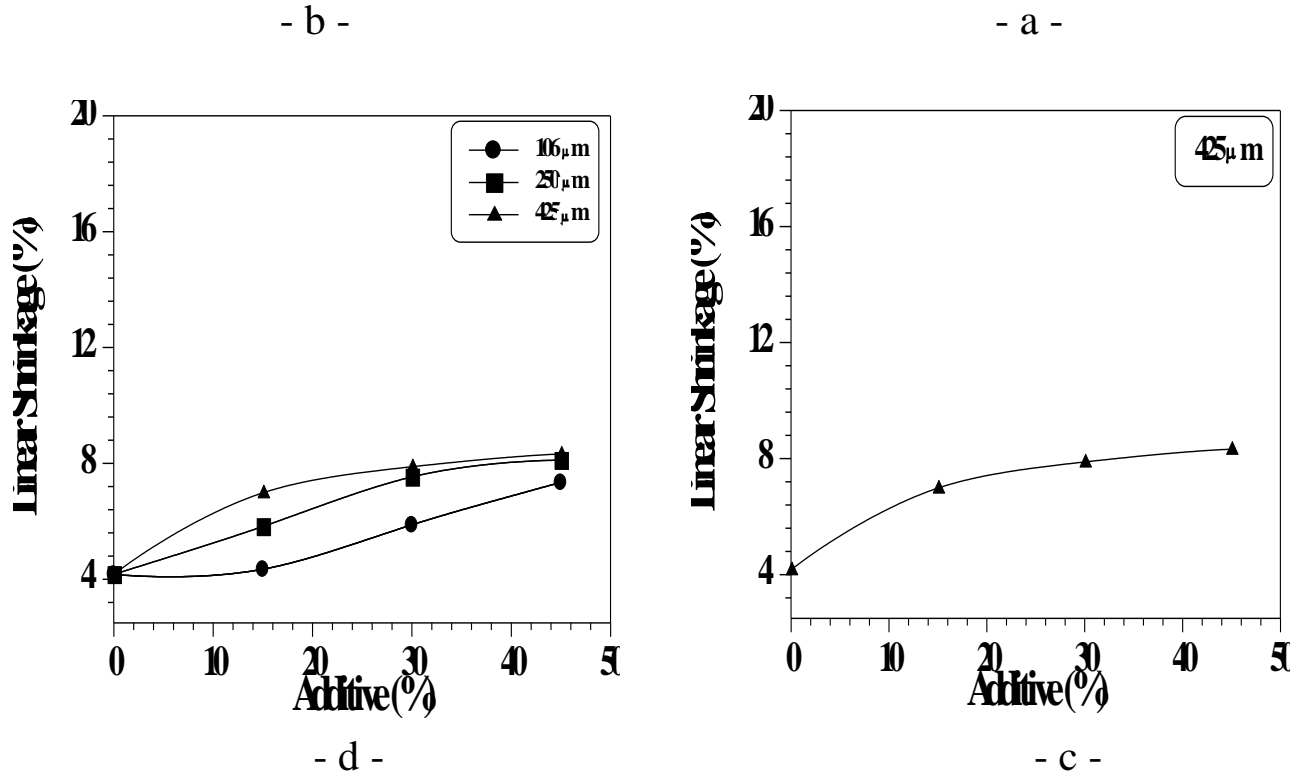 - b -
- a -
20
16
12
8
4
Linear Shrinkage (%)
106 μm
250 μm
425 μm
0 10 20 30 40 50
Additive (%)
- d -
20
16
12
8
4
Linear Shrinkage (%)
425 μm
0 10 20 30 40 50
Additive (%)
- c -